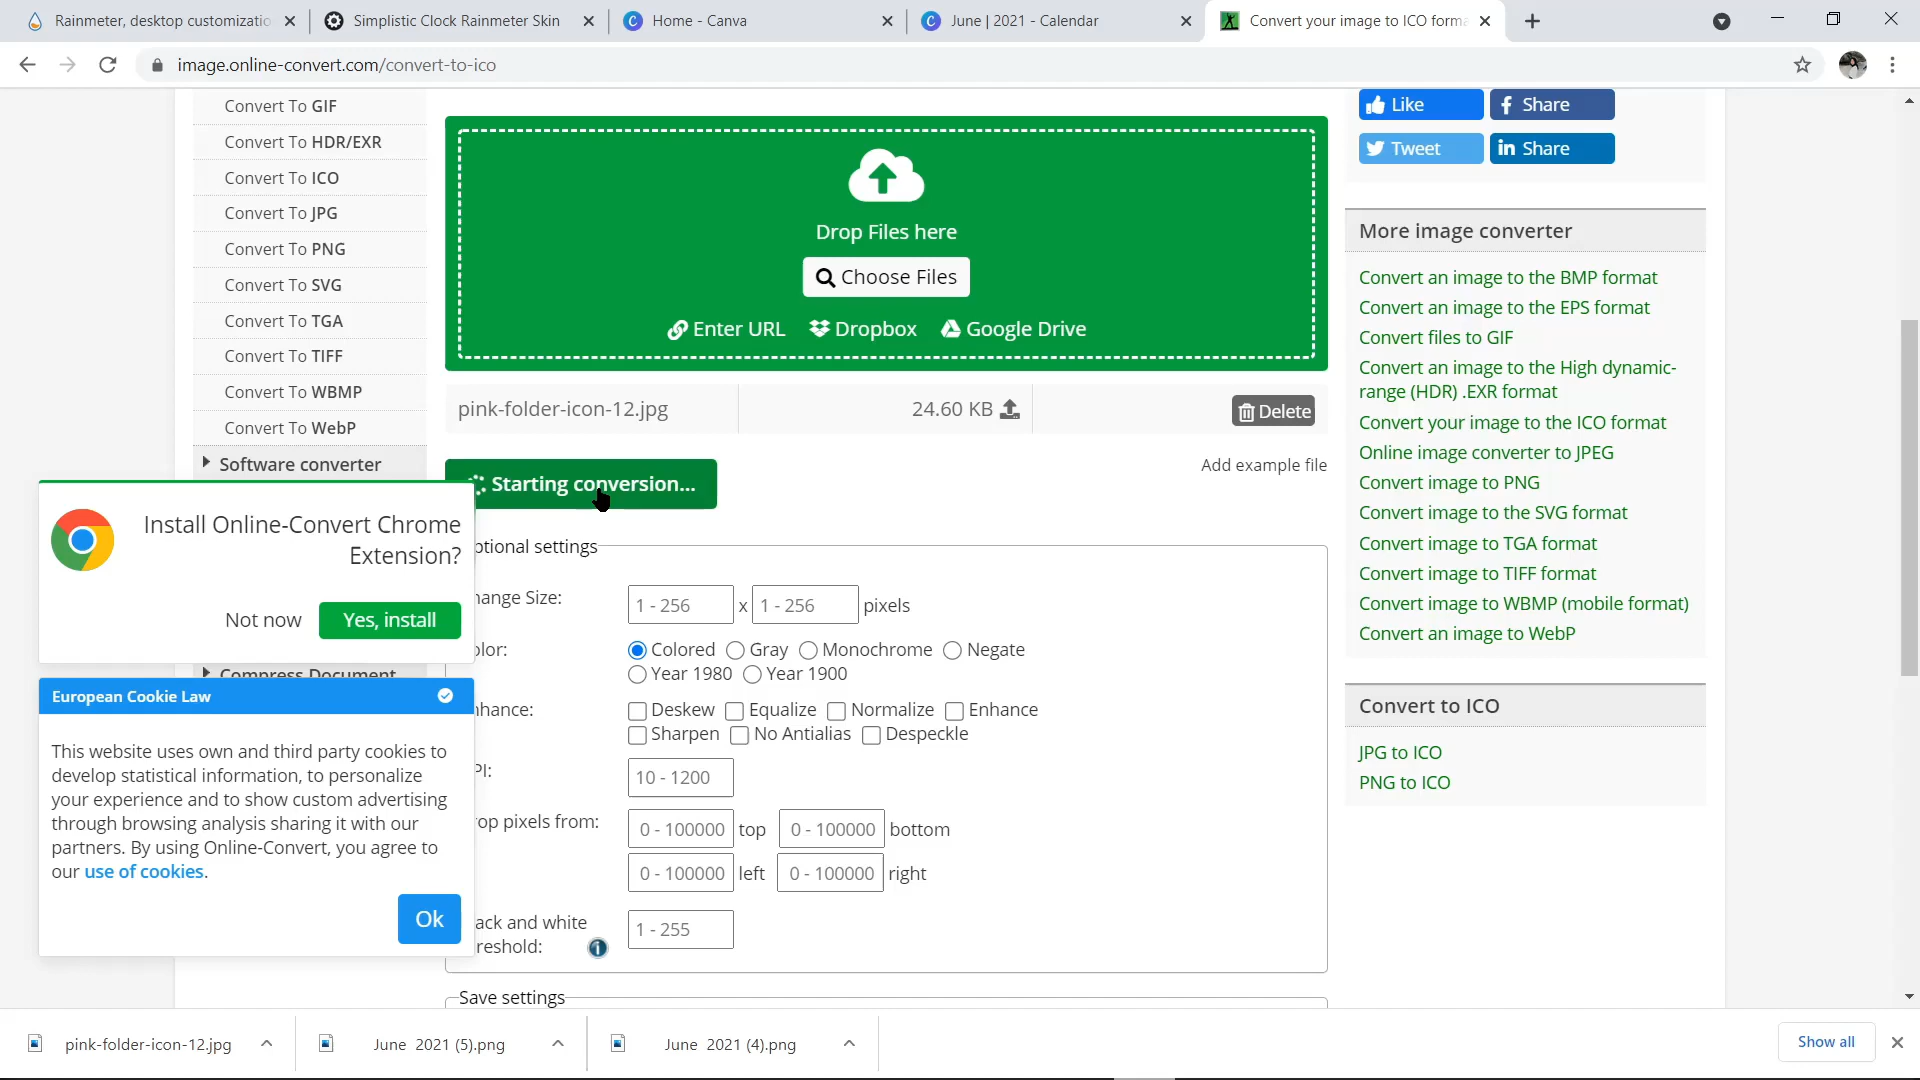 Rainmeter, desktop customizatio
Simplistic Clock Rainmeter Skin
Home - Canva
June | 2021 - Calendar
Convert your image to ICO forma
image.online-convert.com/convert-to-ico
Convert To GIF
Convert To HDR/EXR
Convert To ICO
Convert To JPG
Convert To PNG
Convert To SVG
Convert To TGA
Convert To TIFF
Convert To WBMP
Convert To WebP
Software converter
Compress Document
Install Online-Convert Chrome
Extension?
Not now
Yes, install
European Cookie Law
This website uses own and third party cookies to
develop statistical information, to personalize
your experience and to show custom advertising
through browsing analysis sharing it with our
partners. By using Online-Convert, you agree to
our use of cookies.
Ok
Drop Files here
Choose Files
Enter URL Dropbox Google Drive
pink-folder-icon-12.jpg
24.60 KB
Delete
Add example file
Starting conversion...
ptional settings
hange Size:
1 - 256 x 1 - 256 pixels
olor:
Colored Gray Monochrome Negate
Year 1980 Year 1900
nhance:
Deskew Equalize Normalize Enhance
Sharpen No Antialias Despeckle
PI:
10 - 1200
rop pixels from:
0 - 100000 top 0 - 100000 bottom
0 - 100000 left 0 - 100000 right
ack and white
reshold:
1 - 255
Save settings
Like
Share
Tweet
Share
More image converter
Convert an image to the BMP format
Convert an image to the EPS format
Convert files to GIF
Convert an image to the High dynamic-
range (HDR) .EXR format
Convert your image to the ICO format
Online image converter to JPEG
Convert image to PNG
Convert image to the SVG format
Convert image to TGA format
Convert image to TIFF format
Convert image to WBMP (mobile format)
Convert an image to WebP
Convert to ICO
JPG to ICO
PNG to ICO
pink-folder-icon-12.jpg
June 2021 (5).png
June 2021 (4).png
Show all